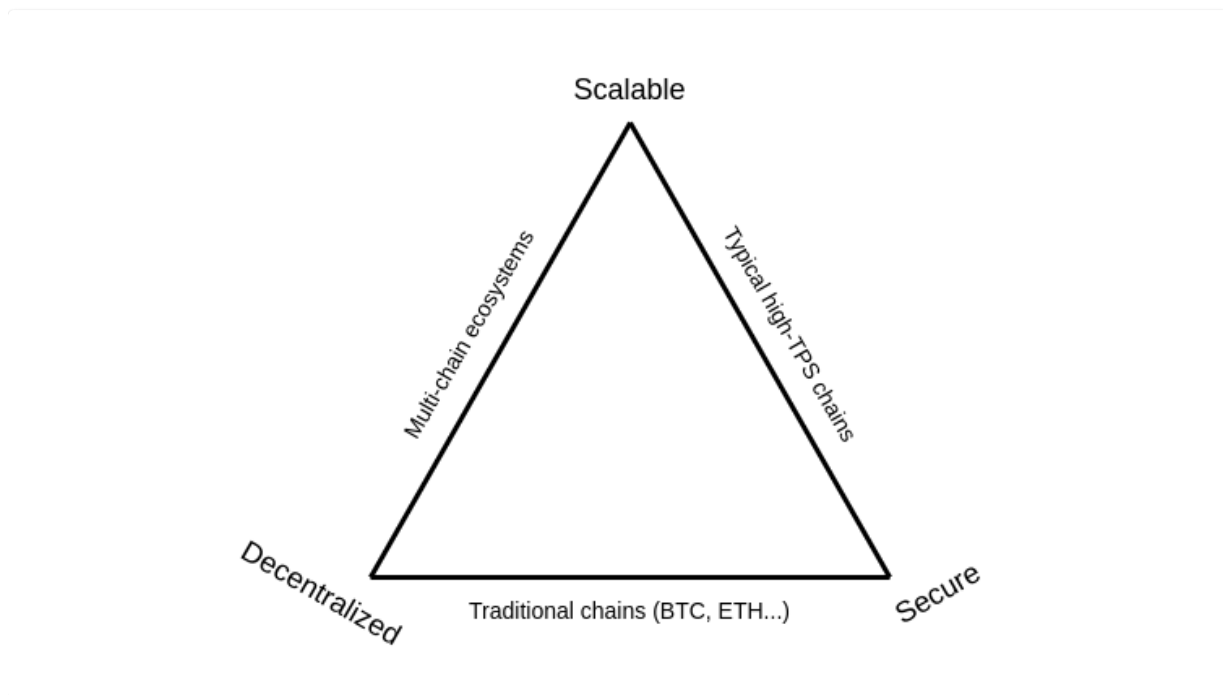 Scalable
Multi-chain ecosystems
Typical high-TPS chains
Decentralized
Traditional chains (BTC, ETH...)
Secure